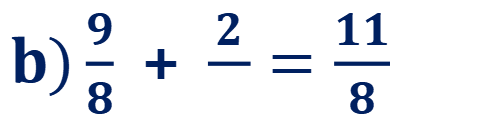 b) 9/8 + 2/ = 11/8